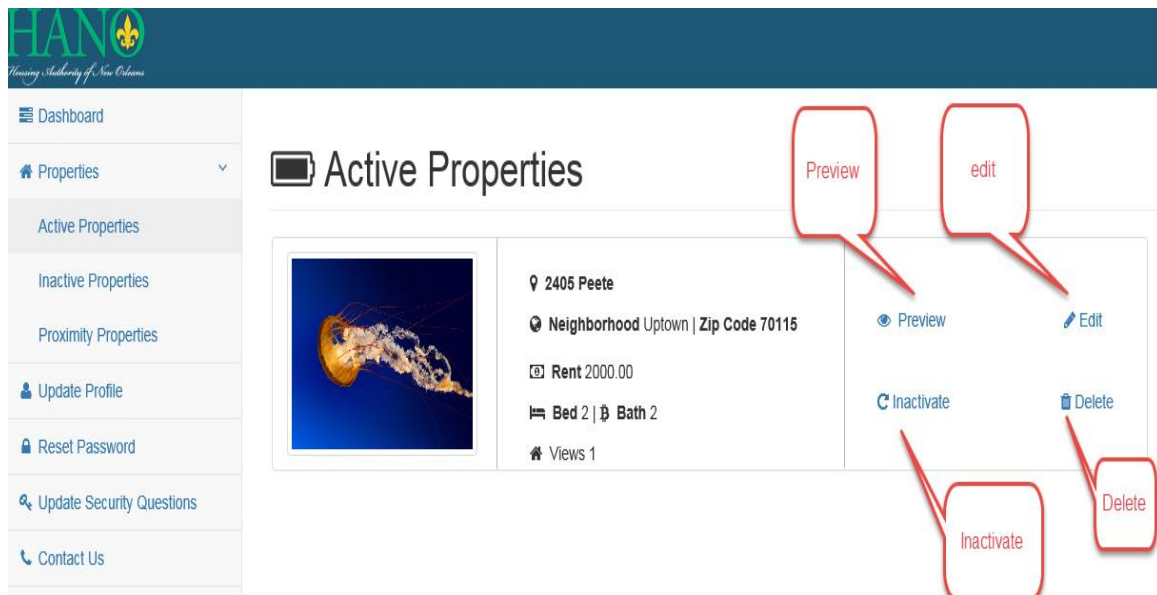 HANO
Housing Authority of New Orleans
Dashboard
Properties
Active Properties
Inactive Properties
Proximity Properties
Update Profile
Reset Password
Update Security Questions
Contact Us
Active Properties
2405 Peete
Neighborhood Uptown | Zip Code 70115
Rent 2000.00
Bed 2 | Bath 2
Views 1
Preview
Edit
Inactivate
Delete
Preview
edit
Inactivate
Delete